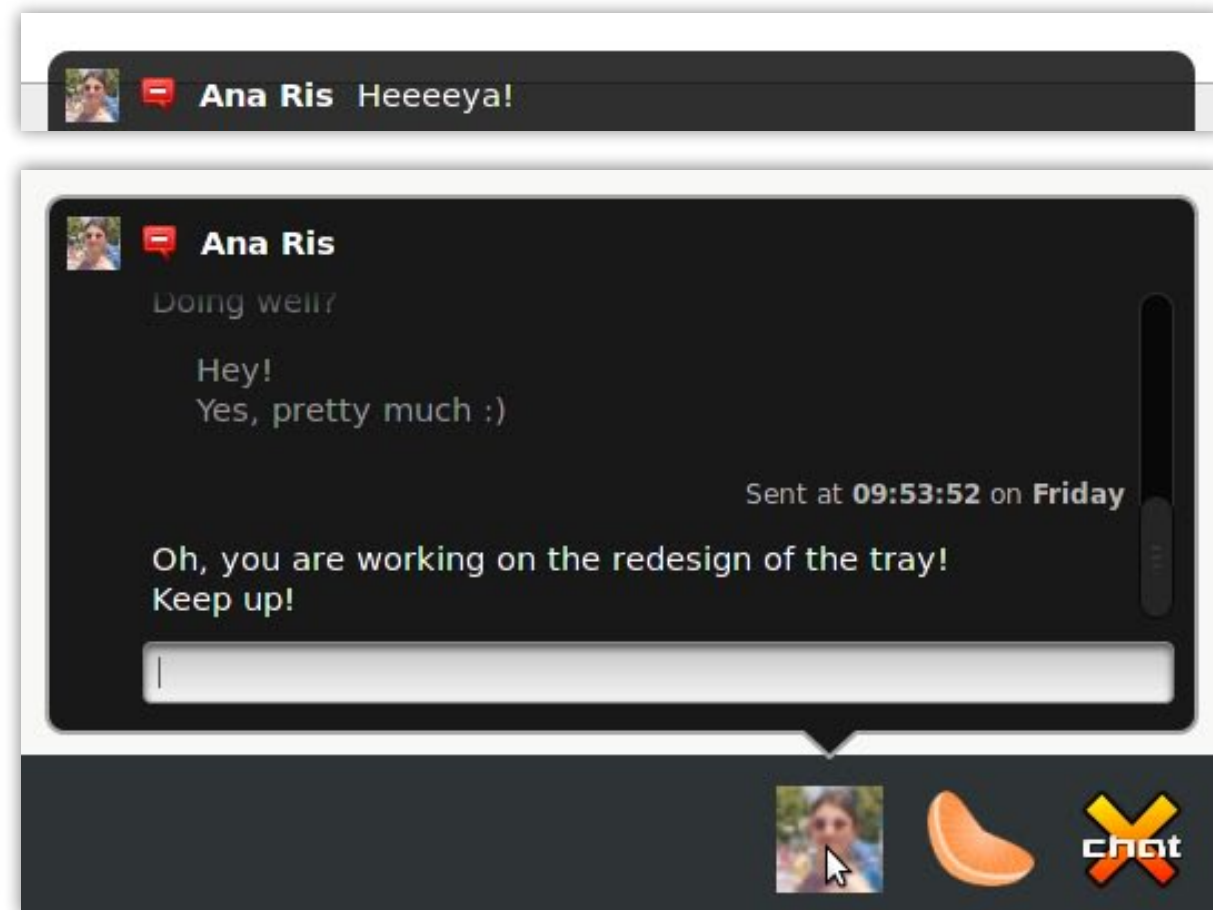 Ana Ris Heeeeya!
Ana Ris
Doing well?
Hey!
Yes, pretty much :)
Sent at 09:53:52 on Friday
Oh, you are working on the redesign of the tray!
Keep up!
chat